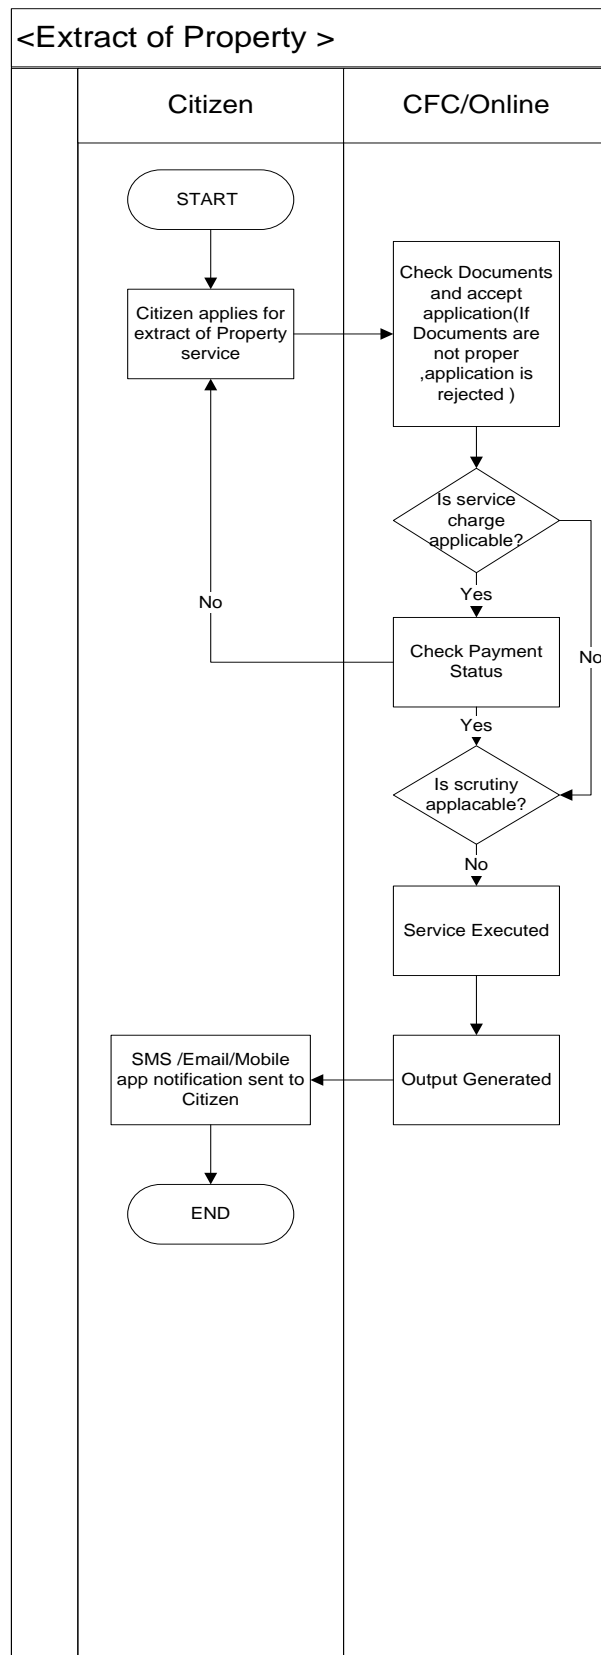 <Extract of Property >
Citizen
CFC/Online
START
Citizen applies for
extract of Property
service
Check Documents
and accept
application(If
Documents are
not proper
,application is
rejected )
Is service
charge
applicable?
Yes
No
No
Check Payment
Status
Yes
Is scrutiny
applacable?
No
Service Executed
SMS /Email/Mobile
app notification sent to
Citizen
Output Generated
END